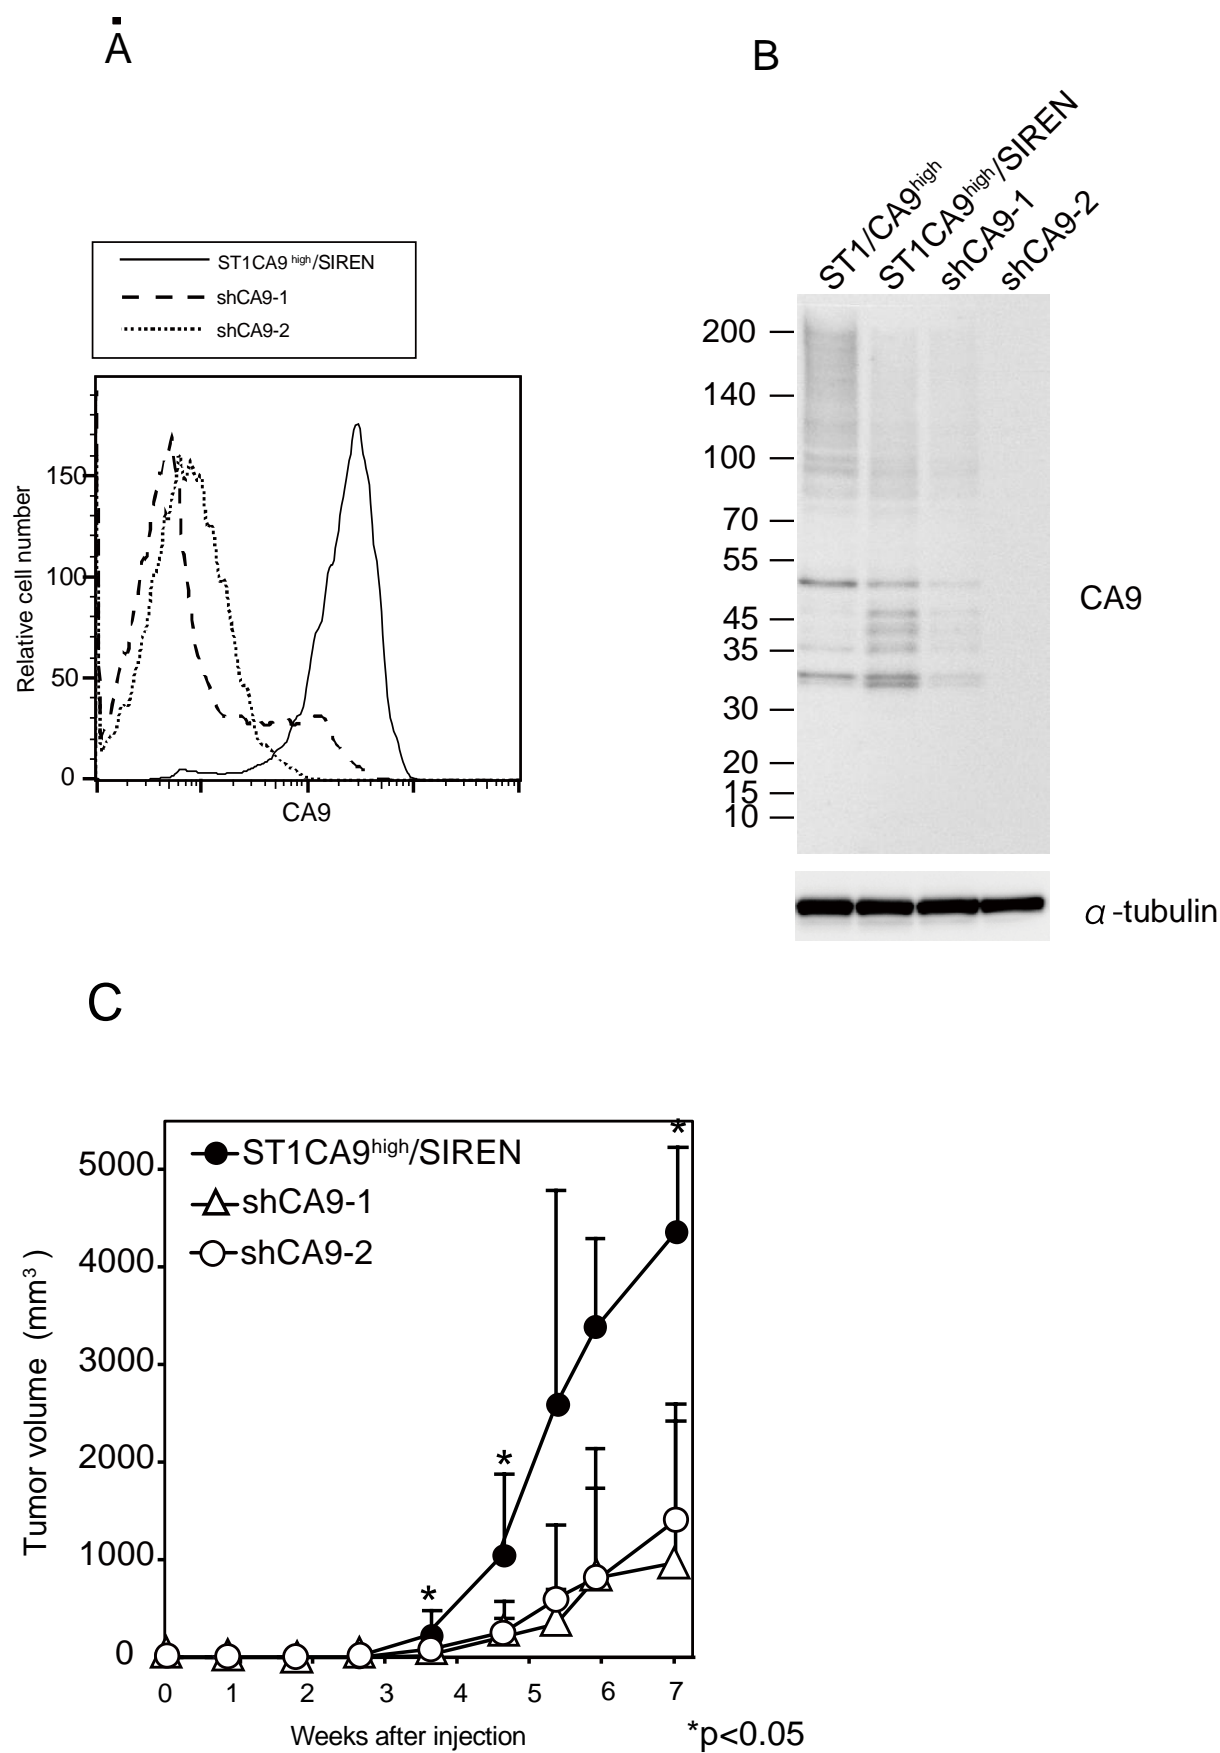 A
B
ST1/CA9high
ST1CA9high/SIREN
shCA9-1
shCA9-2
ST1CA9 high/SIREN
shCA9-1
shCA9-2
200
140
100
70
55
45
35
30
20
15
10
CA9
α-tubulin
Relative cell number
150
100
50
0
CA9
C
ST1CA9high/SIREN
shCA9-1
shCA9-2
Tumor volume (mm3 )
5000
4000
3000
2000
1000
0
*
*
*
0 1 2 3 4 5 6 7
Weeks after injection
*p<0.05